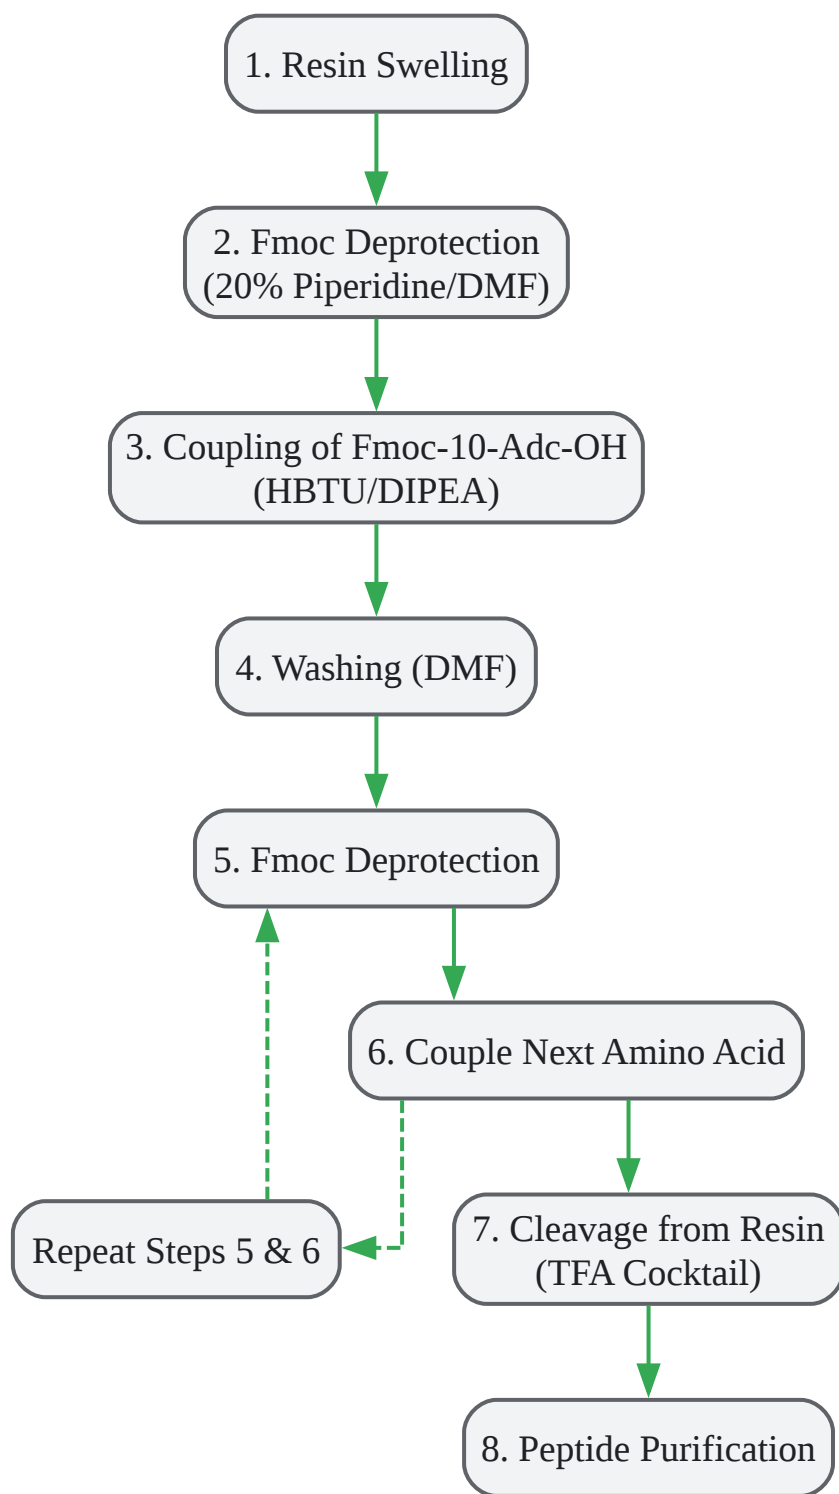 1. Resin Swelling
2. Fmoc Deprotection
(20% Piperidine/DMF)
3. Coupling of Fmoc-10-Adc-OH
(HBTU/DIPEA)
4. Washing (DMF)
5. Fmoc Deprotection
6. Couple Next Amino Acid
Repeat Steps 5 & 6
7. Cleavage from Resin
(TFA Cocktail)
8. Peptide Purification